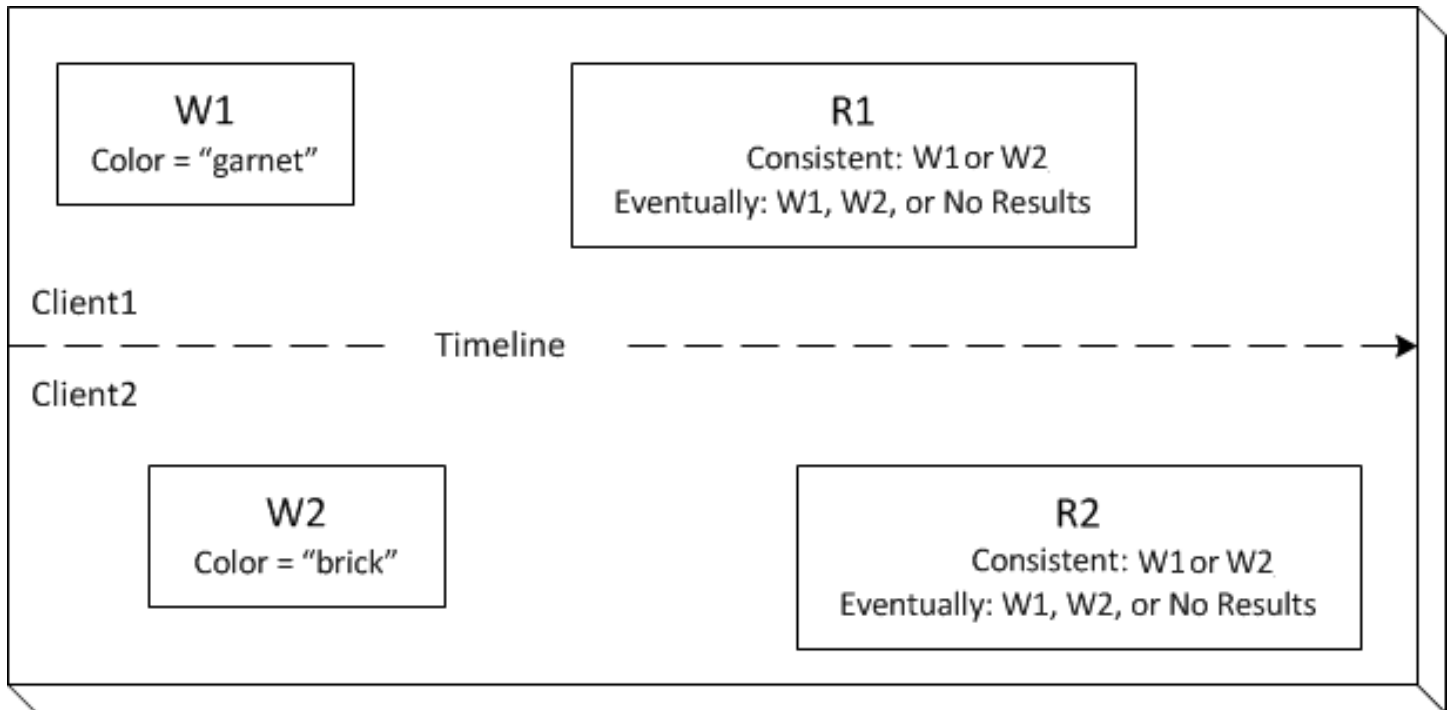 W1
Color = “garnet”
R1
Consistent: W1 or W2
Eventually: W1, W2, or No Results
Client1
Timeline
Client2
W2
Color = “brick”
R2
Consistent: W1 or W2
Eventually: W1, W2, or No Results